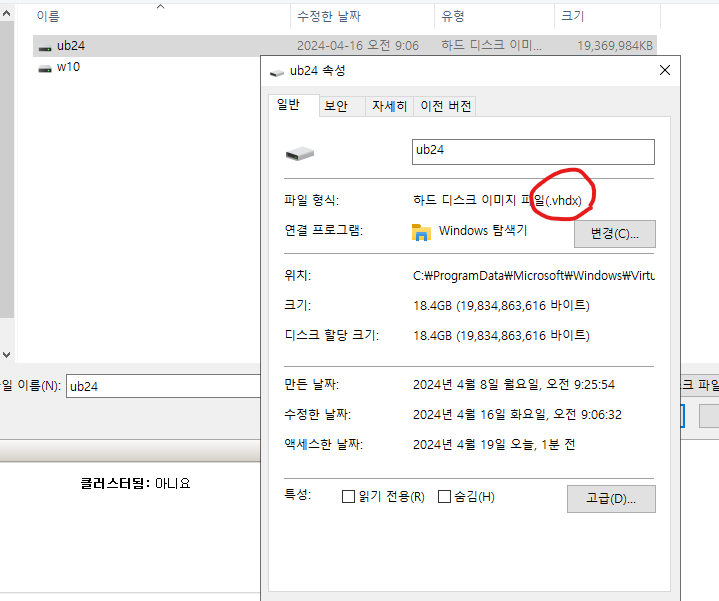 이름 수정한 날짜 유형 크기
ub24 2024-04-16 오전 9:06 하드 디스크 이미... 19,369,984KB
w10
ub24 속성
일반 보안 자세히 이전 버전
ub24
파일 형식: 하드 디스크 이미지 파일(.vhdx)
연결 프로그램: Windows 탐색기 변경(C)...
위치: C:₩ProgramData₩Microsoft₩Windows₩Virtu
크기: 18.4GB (19,834,863,616 바이트)
디스크 할당 크기: 18.4GB (19,834,863,616 바이트)
일 이름(N): ub24 크 파일
만든 날짜: 2024년 4월 8일 월요일, 오전 9:25:54
수정한 날짜: 2024년 4월 16일 화요일, 오전 9:06:32
액세스한 날짜: 2024년 4월 19일 오늘, 1분 전
클러스터됨: 아니요
특성: 읽기 전용(R) 숨김(H) 고급(D)...